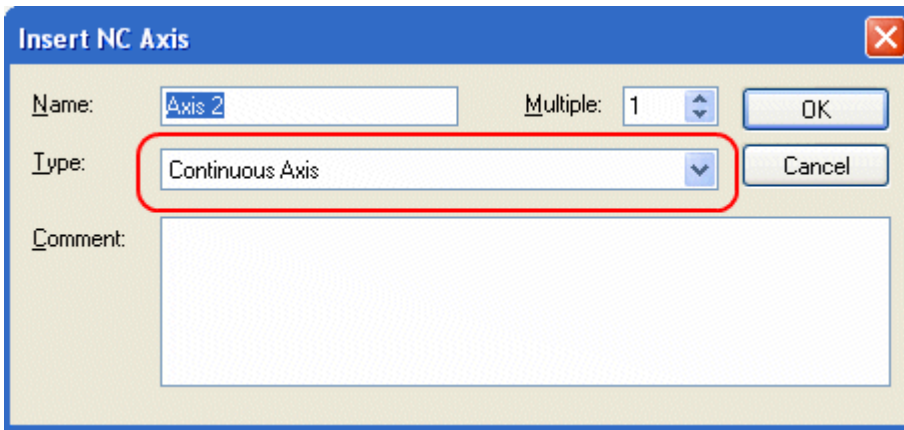 Insert NC Axis
Name: Axis 2 Multiple: 1 OK
Type: Continuous Axis Cancel
Comment: